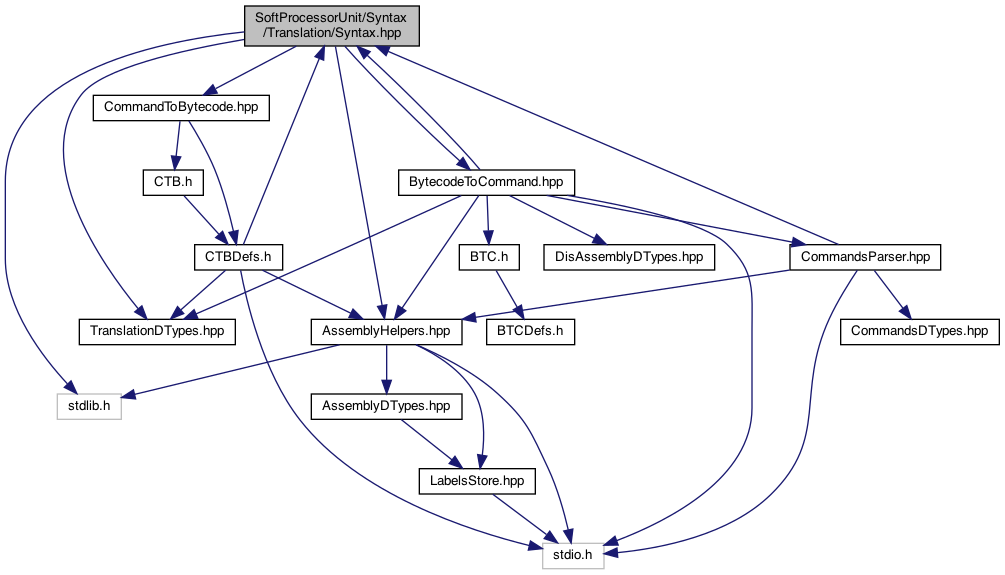 SoftProcessorUnit/Syntax
/Translation/Syntax.hpp
CommandToBytecode.hpp
CTB.h
BytecodeToCommand.hpp
CTBDefs.h
BTC.h
DisAssemblyDTypes.hpp
CommandsParser.hpp
TranslationDTypes.hpp
AssemblyHelpers.hpp
BTCDefs.h
CommandsDTypes.hpp
stdlib.h
AssemblyDTypes.hpp
LabelsStore.hpp
stdio.h